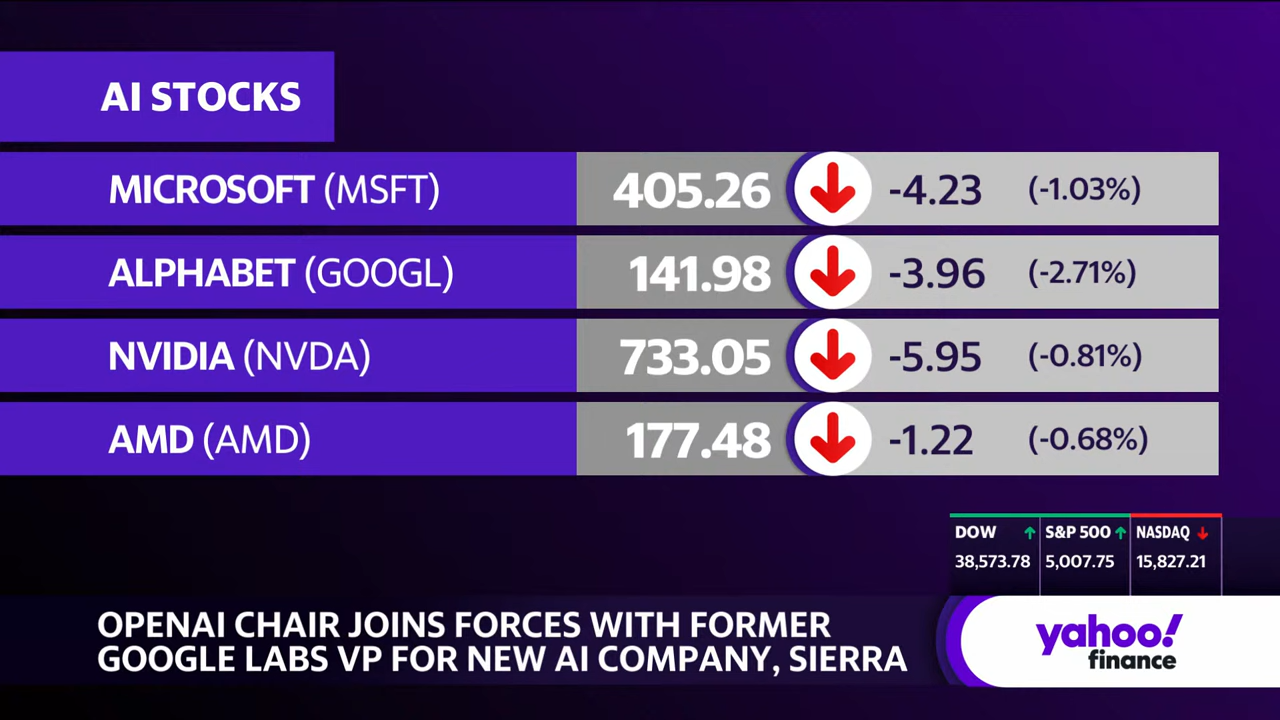 AI STOCKS
MICROSOFT (MSFT) 405.26 -4.23 (-1.03%)
ALPHABET (GOOGL) 141.98 -3.96 (-2.71%)
NVIDIA (NVDA) 733.05 -5.95 (-0.81%)
AMD (AMD) 177.48 -1.22 (-0.68%)
DOW S&P 500 NASDAQ
38,573.78 5,007.75 15,827.21
OPENAI CHAIR JOINS FORCES WITH FORMER
GOOGLE LABS VP FOR NEW AI COMPANY, SIERRA
yahoo!
finance